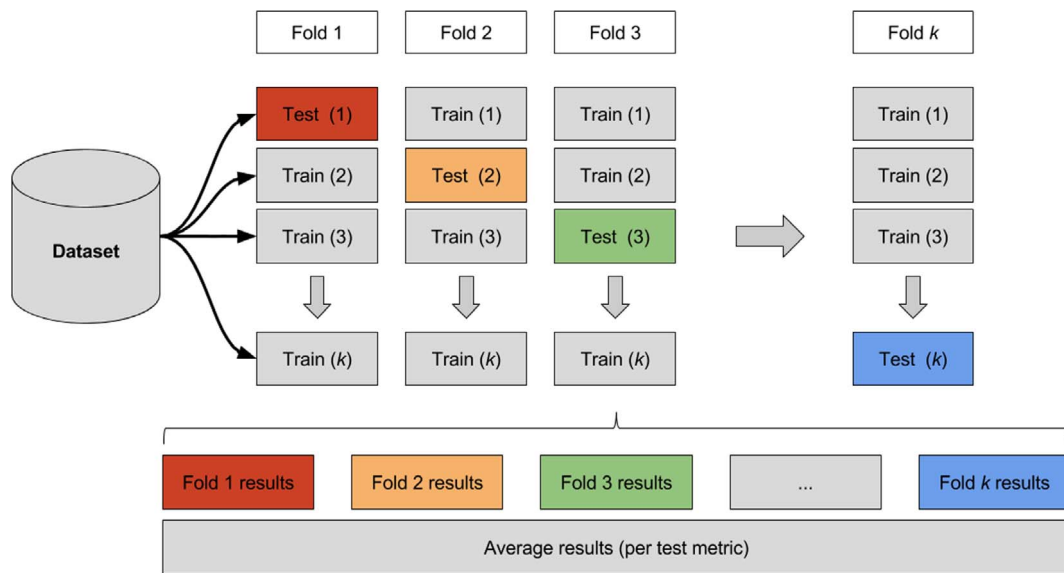 Fold 1
Fold 2
Fold 3
Fold k
Test (1)
Train (1)
Train (1)
Train (1)
Train (2)
Test (2)
Train (2)
Train (2)
Dataset
Train (3)
Train (3)
Test (3)
Train (3)
Train (k)
Train (k)
Train (k)
Test (k)
Fold 1 results
Fold 2 results
Fold 3 results
...
Fold k results
Average results (per test metric)